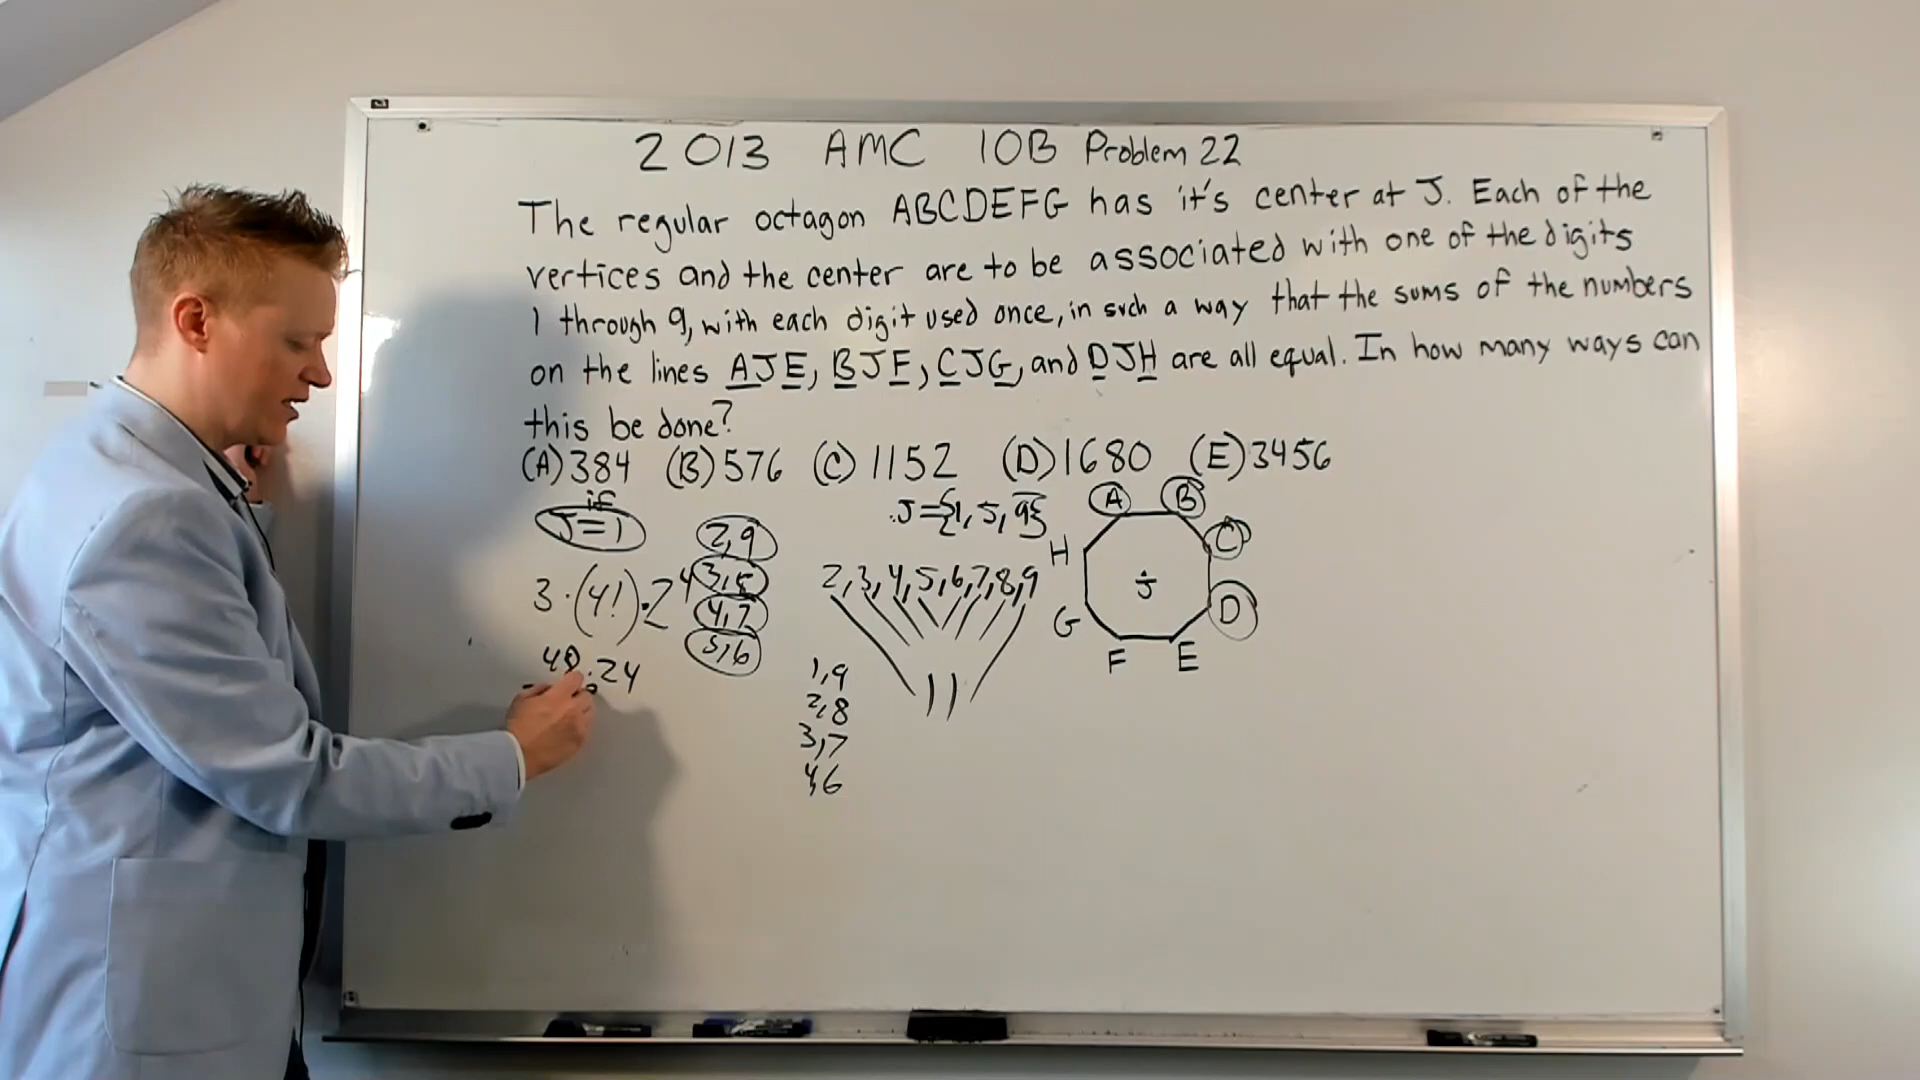 2013 AMC 10B Problem 22
The regular octagon ABCDEFG has it's center at J. Each of the
vertices and the center are to be associated with one of the digits
1 through 9, with each digit used once, in such a way that the sums of the numbers
on the lines AJE, BJF, CJG, and DJH are all equal. In how many ways can
this be done?
(A) 384 (B) 576 (C) 1152 (D) 1680 (E) 3456
if
J=1
2,9
3,8
4,7
5,6
3·(4!)·2⁴
48·24
J={1,5,9}
2,3,4,5,6,7,8,9
11
1,9
2,8
3,7
4,6
A B
H C
J
G D
F E